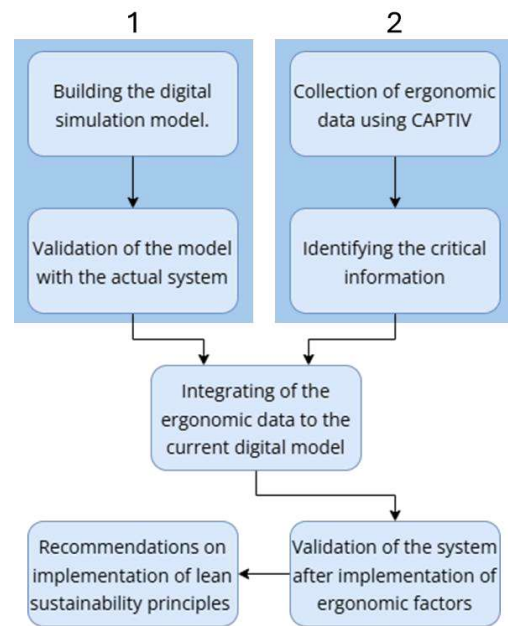 1
Building the digital
simulation model.
Validation of the model
with the actual system
2
Collection of ergonomic
data using CAPTIV
Identifying the critical
information
Integrating of the
ergonomic data to the
current digital model
Validation of the system
after implementation of
ergonomic factors
Recommendations on
implementation of lean
sustainability principles